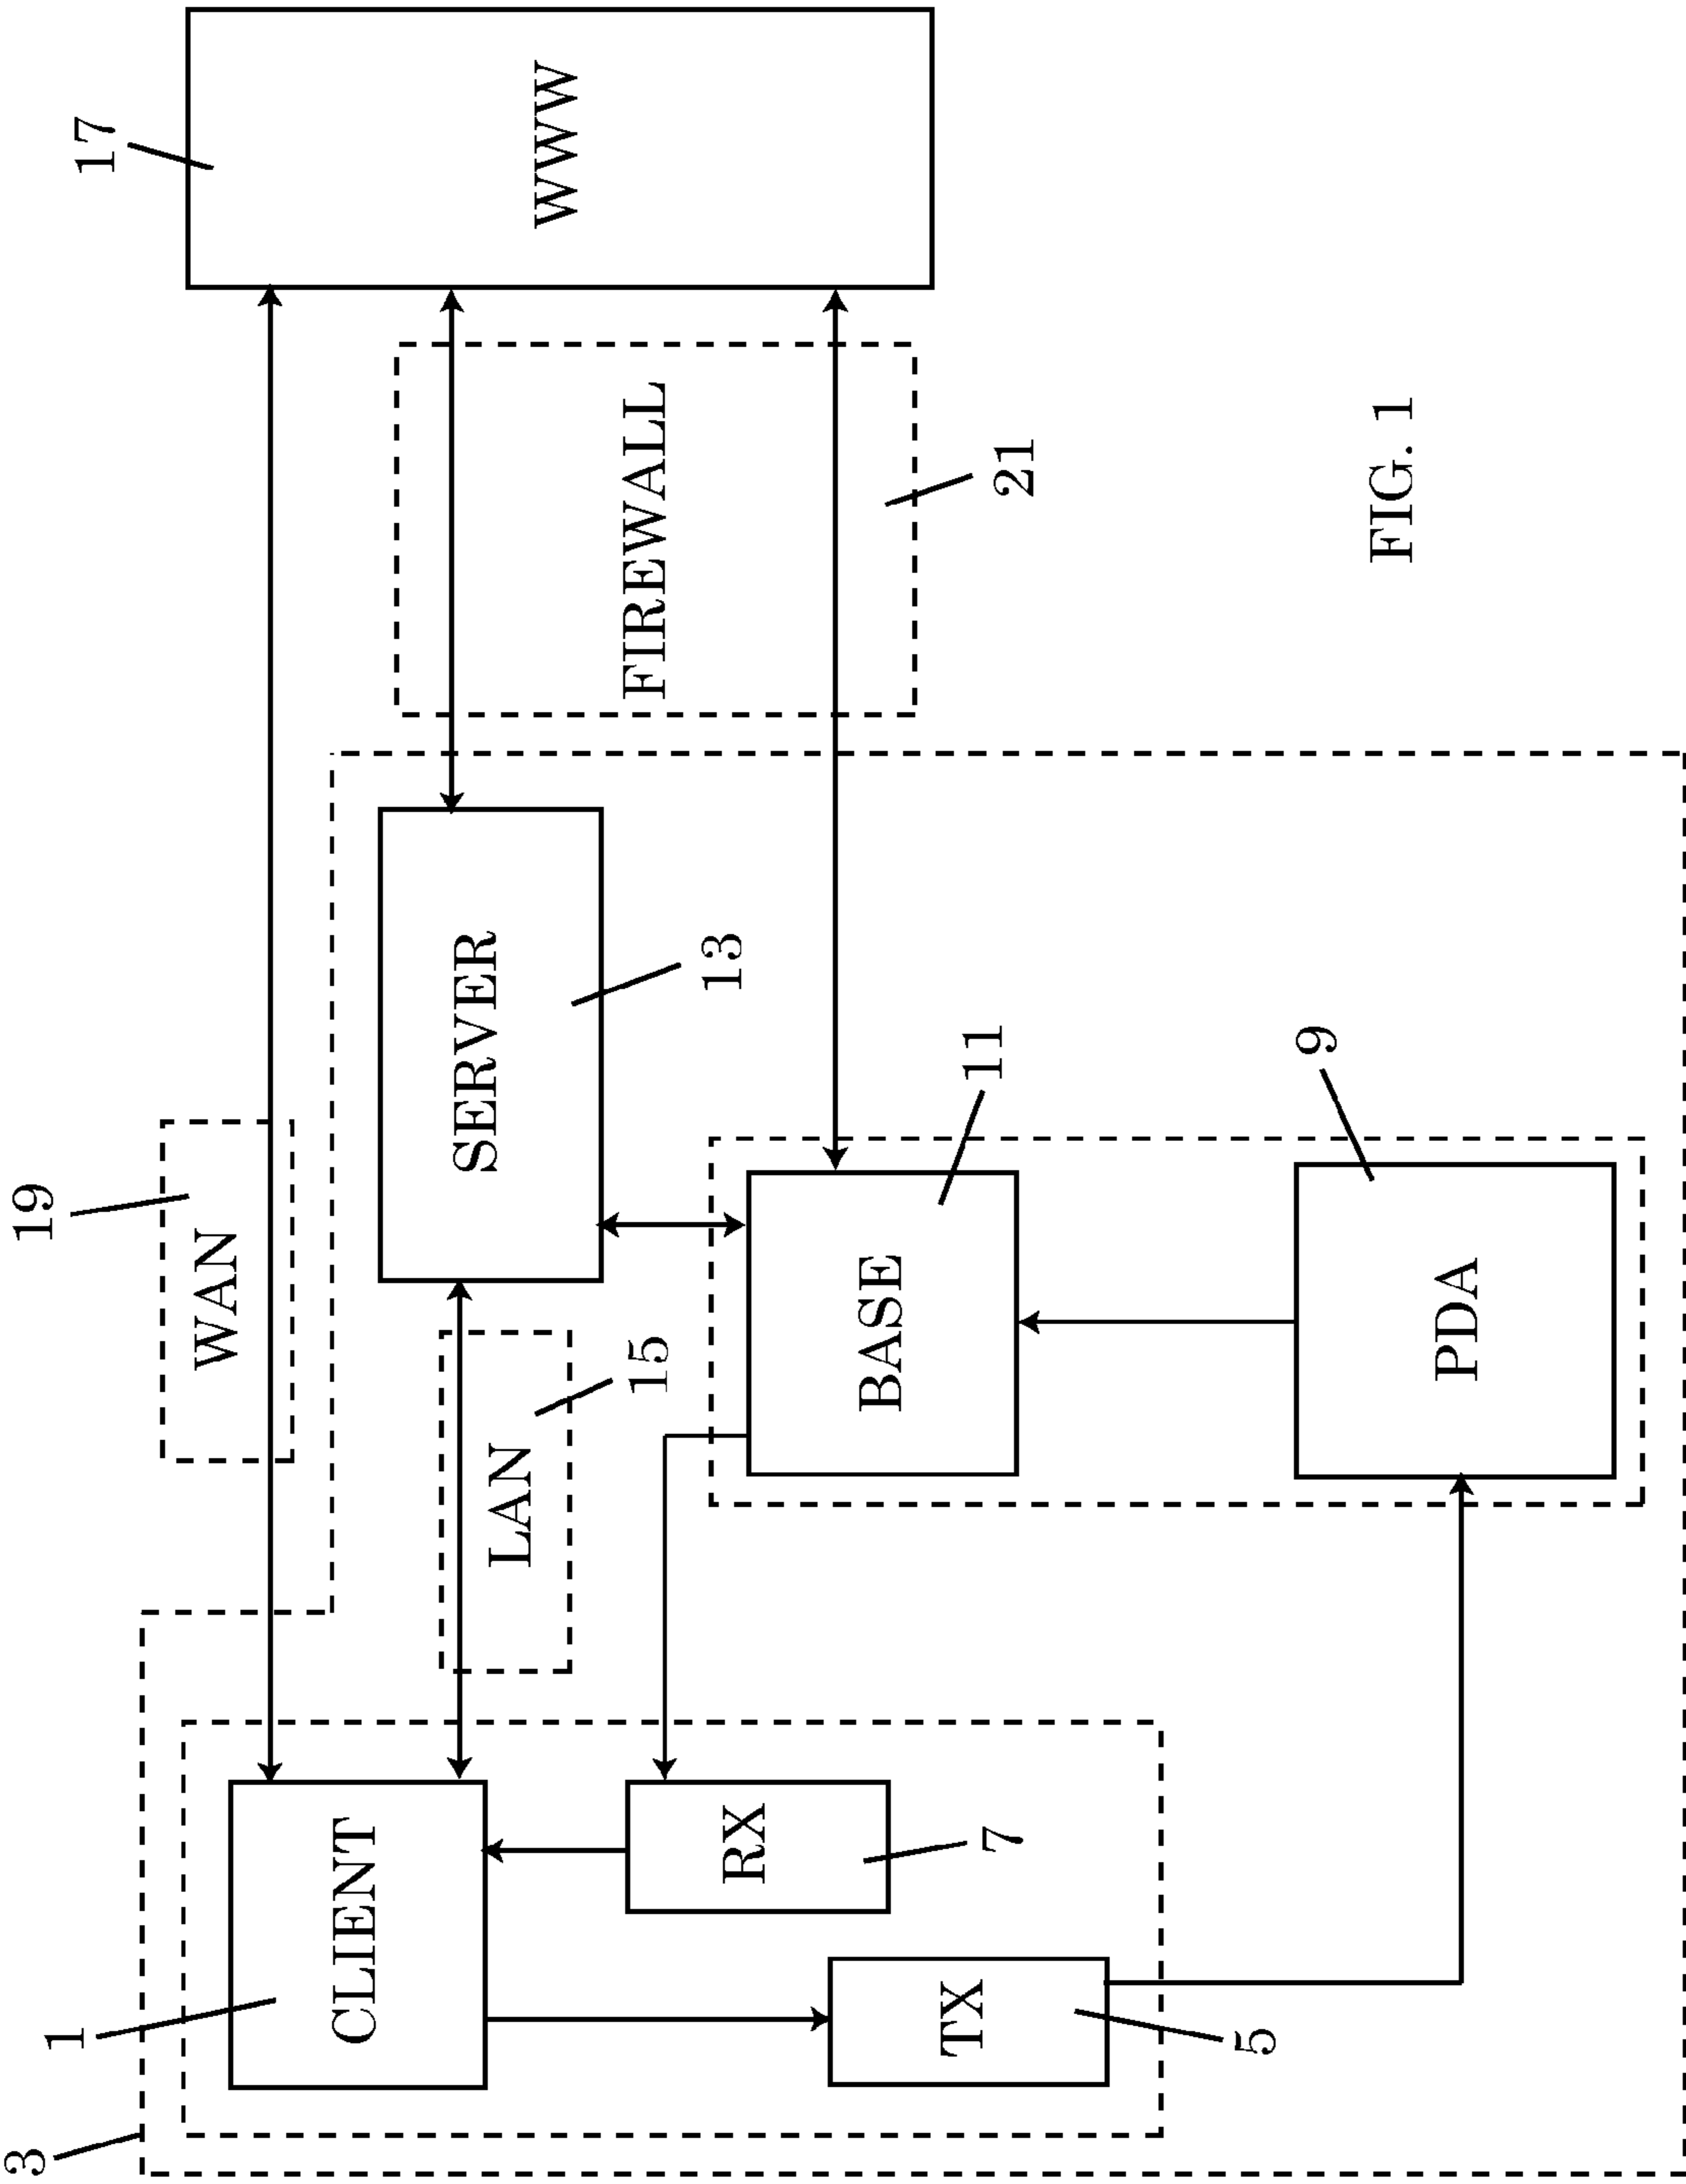 3
1
CLIENT
19
WAN
17
WWW
SERVER
13
LAN
15
FIREWALL
21
RX
7
BASE
11
TX
5
PDA
9
FIG. 1